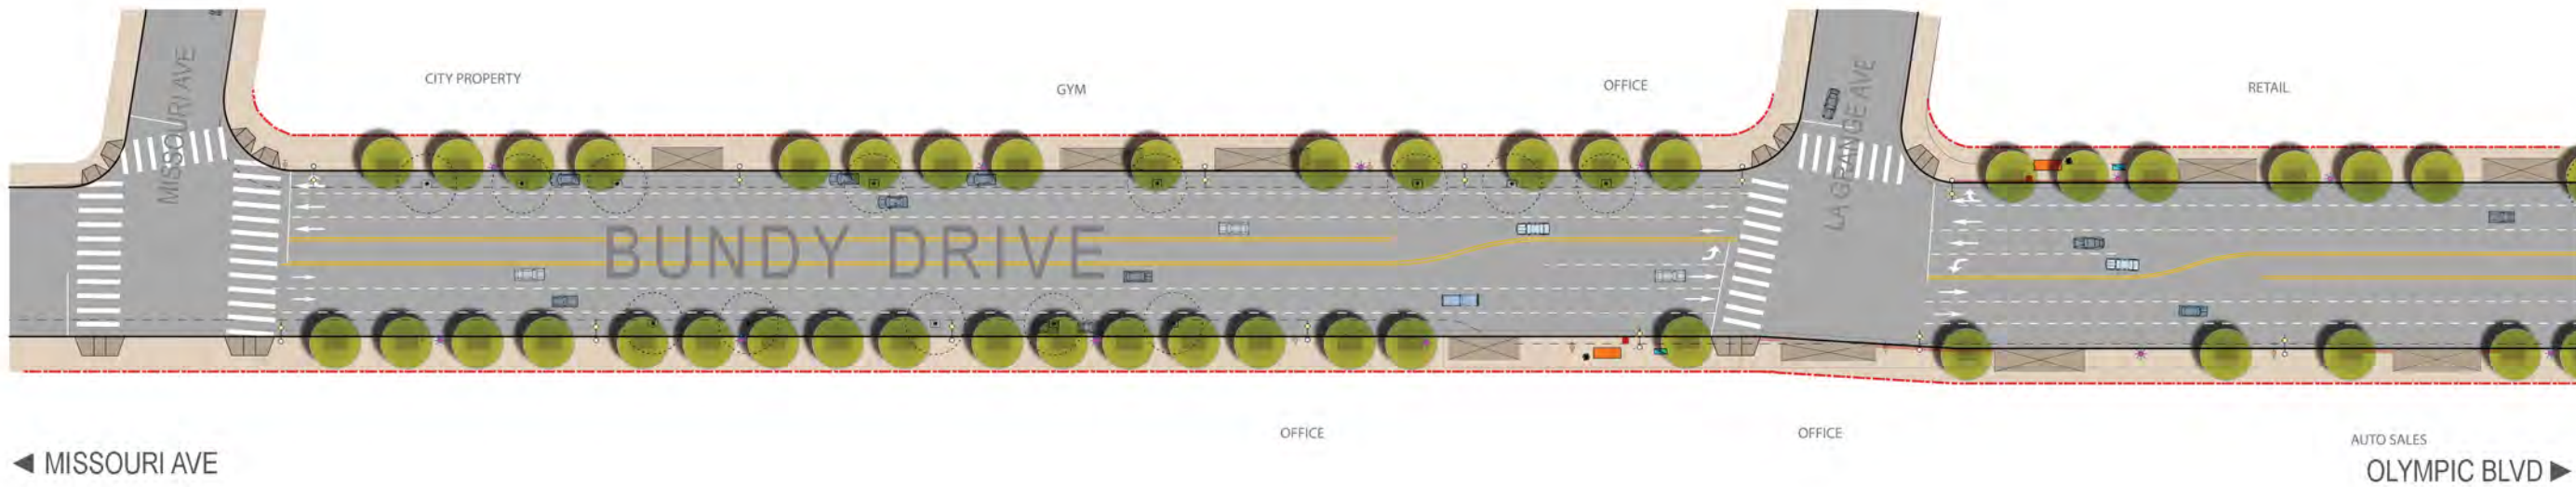 MISSOURI AVE
CITY PROPERTY
GYM
OFFICE
LA GRANGE AVE
RETAIL
BUNDY DRIVE
OFFICE
OFFICE
AUTO SALES
◄ MISSOURI AVE
OLYMPIC BLVD ►